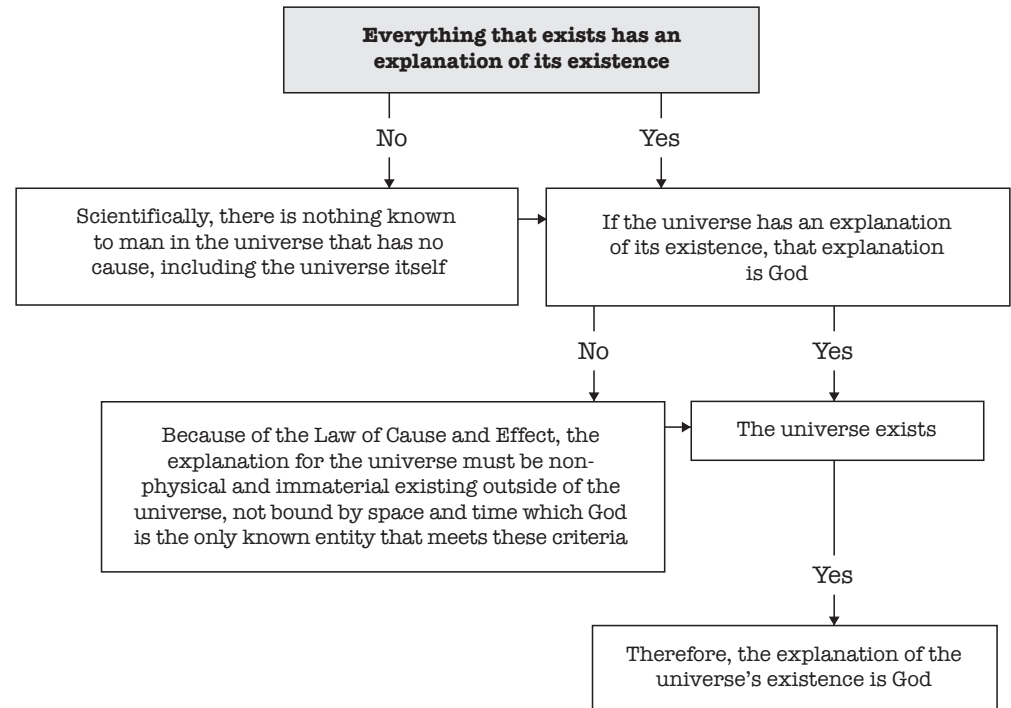 Everything that exists has an
explanation of its existence
No
Yes
Scientifically, there is nothing known
to man in the universe that has no
cause, including the universe itself
If the universe has an explanation
of its existence, that explanation
is God
No
Yes
Because of the Law of Cause and Effect, the
explanation for the universe must be non-
physical and immaterial existing outside of the
universe, not bound by space and time which God
is the only known entity that meets these criteria
The universe exists
Yes
Therefore, the explanation of the
universe’s existence is God